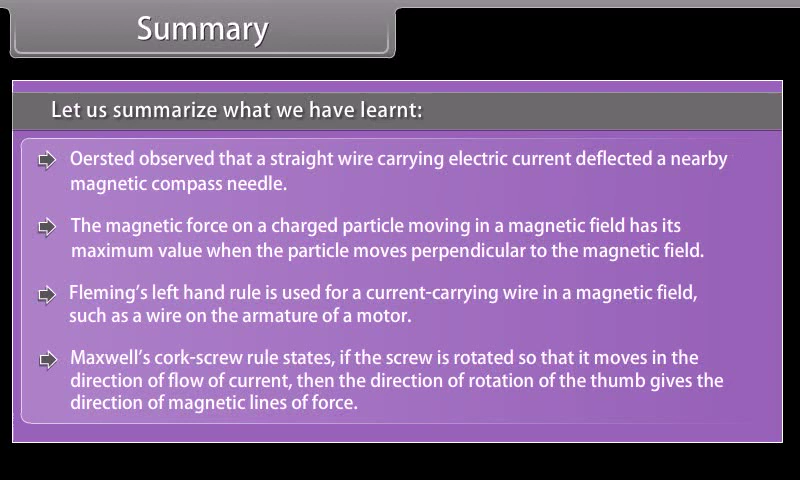 Summary
Let us summarize what we have learnt:
Oersted observed that a straight wire carrying electric current deflected a nearby
magnetic compass needle.
The magnetic force on a charged particle moving in a magnetic field has its
maximum value when the particle moves perpendicular to the magnetic field.
Fleming's left hand rule is used for a current-carrying wire in a magnetic field,
such as a wire on the armature of a motor.
Maxwell's cork-screw rule states, if the screw is rotated so that it moves in the
direction of flow of current, then the direction of rotation of the thumb gives the
direction of magnetic lines of force.